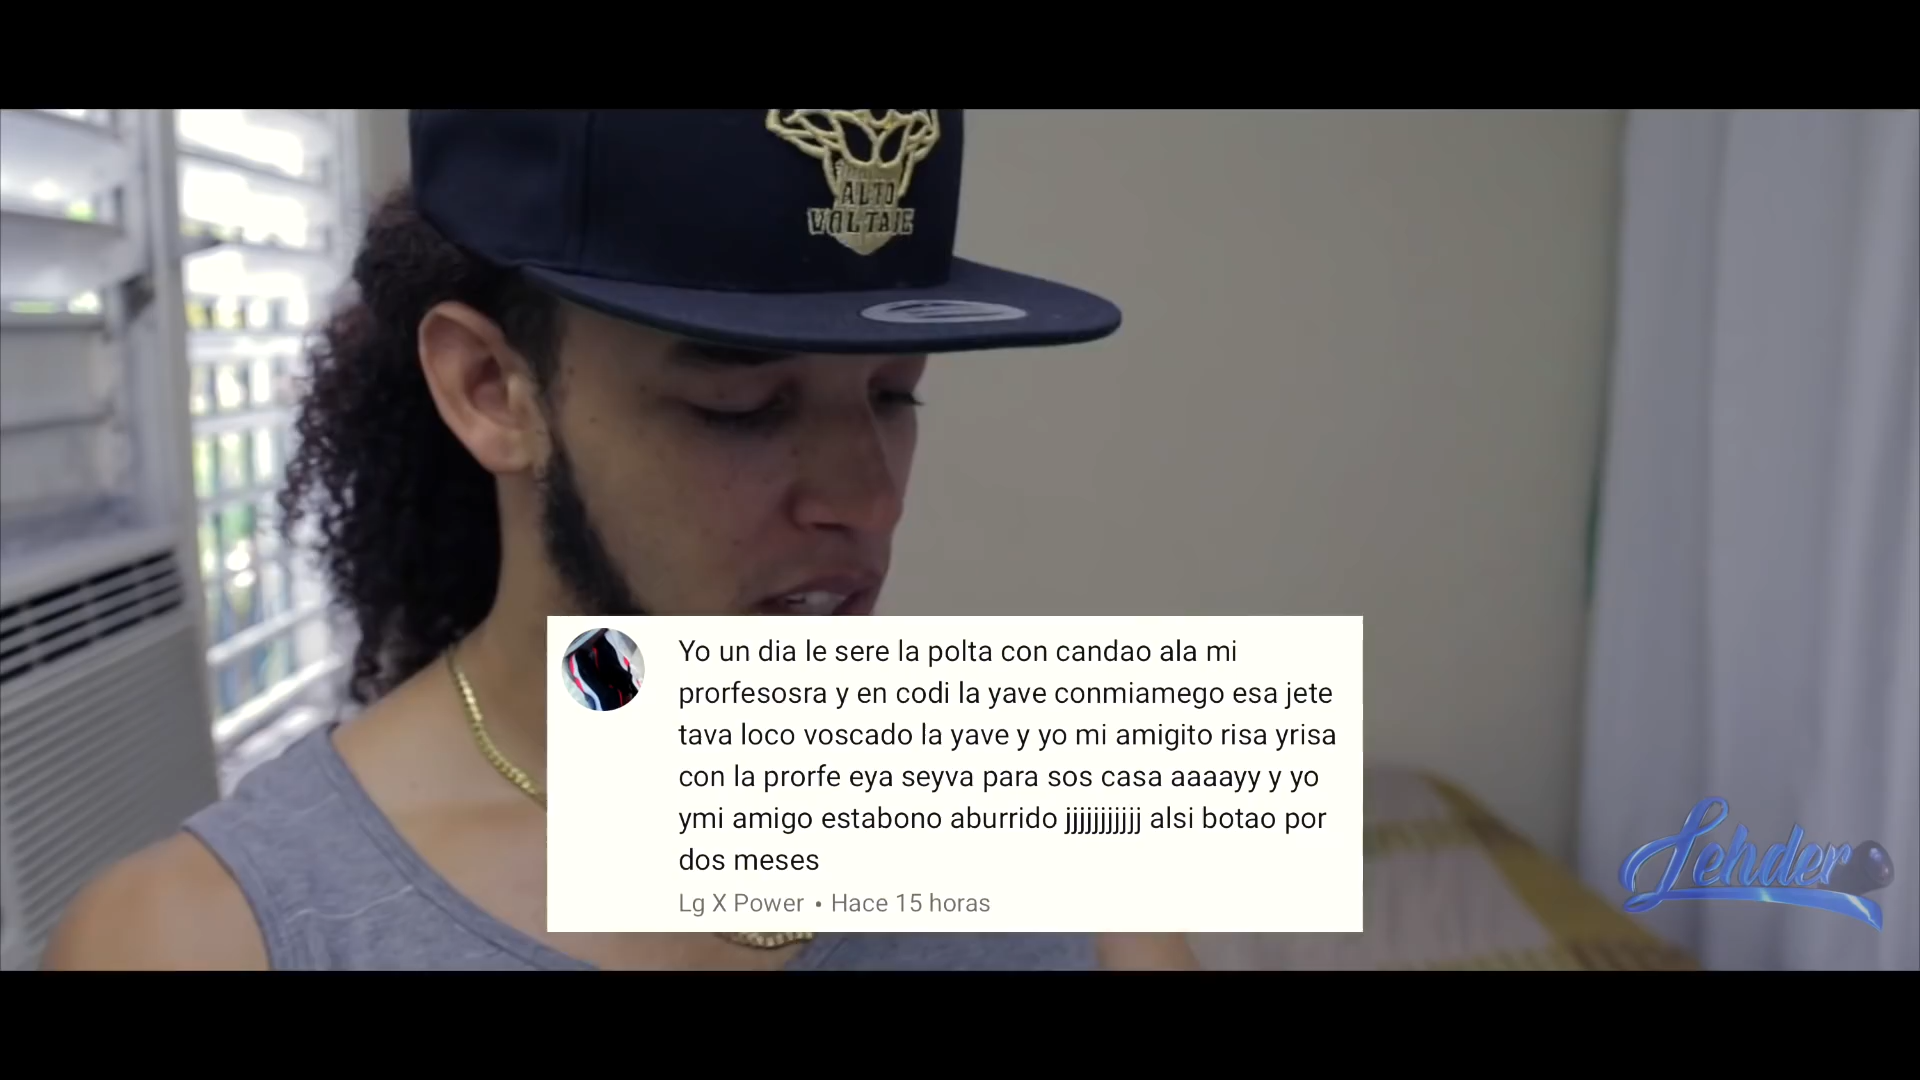 ALTO
VOLTAJE
Yo un dia le sere la polta con candao ala mi
prorfesosra y en codi la yave conmiamego esa jete
tava loco voscado la yave y yo mi amigito risa yrisa
con la prorfe eya seyva para sos casa aaaayy y yo
ymi amigo estabono aburrido jjjjjjjjjjj alsi botao por
dos meses
Lg X Power • Hace 15 horas
Lehder